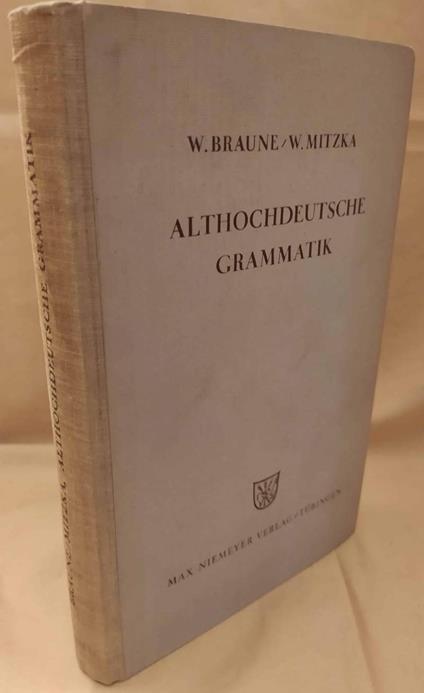 W. BRAUNE / W. MITZKA
ALTHOCHDEUTSCHE
GRAMMATIK
MAX NIEMEYER VERLAG / TÜBINGEN
BRAUNE-MITZKA, ALTHOCHDEUTSCHE GRAMMATIK